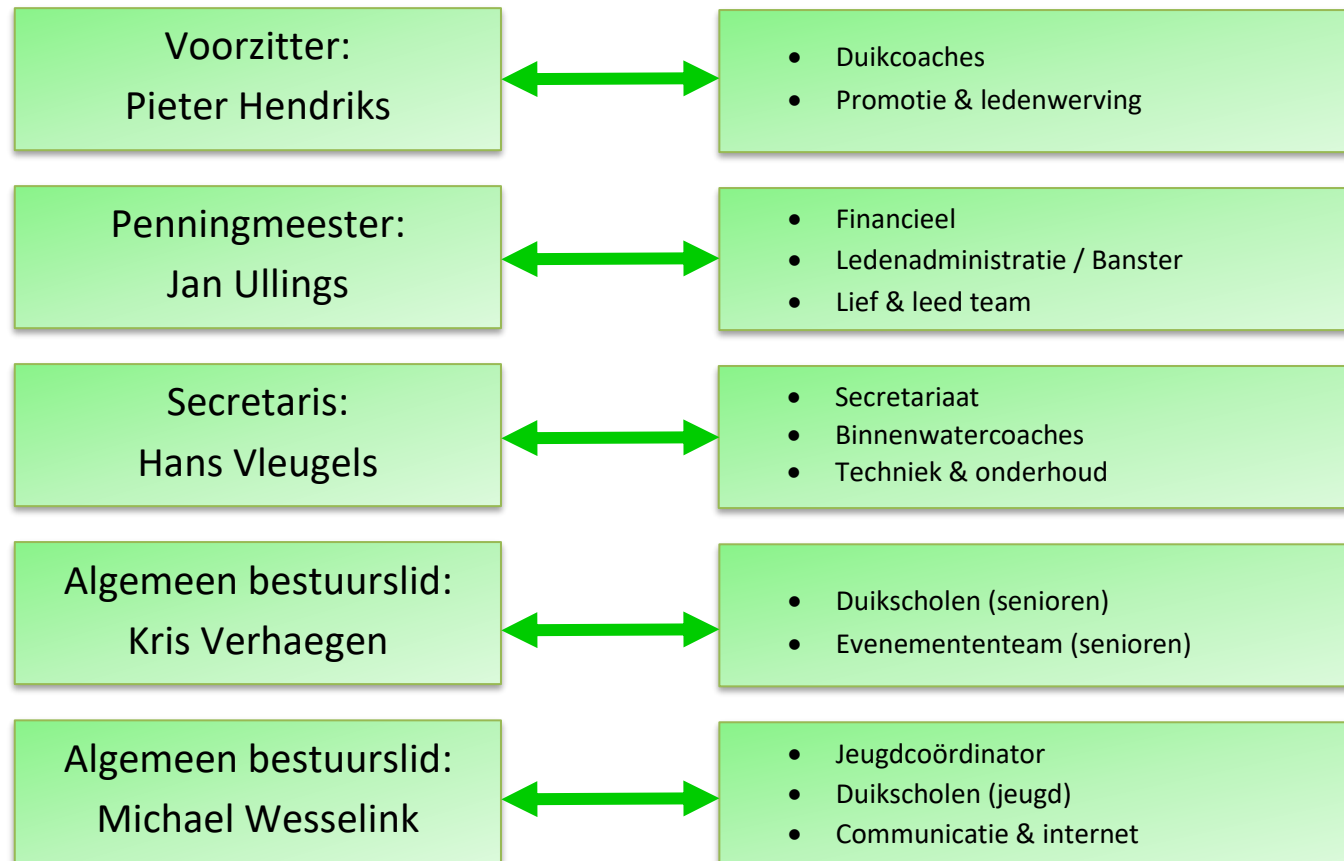 Voorzitter:
Pieter Hendriks
• Duikcoaches
• Promotie & ledenwerving
Penningmeester:
Jan Ullings
• Financieel
• Ledenadministratie / Banster
• Lief & leed team
Secretaris:
Hans Vleugels
• Secretariaat
• Binnenwatercoaches
• Techniek & onderhoud
Algemeen bestuurslid:
Kris Verhaegen
• Duikscholen (senioren)
• Evenemententeam (senioren)
Algemeen bestuurslid:
Michael Wesselink
• Jeugdcoördinator
• Duikscholen (jeugd)
• Communicatie & internet